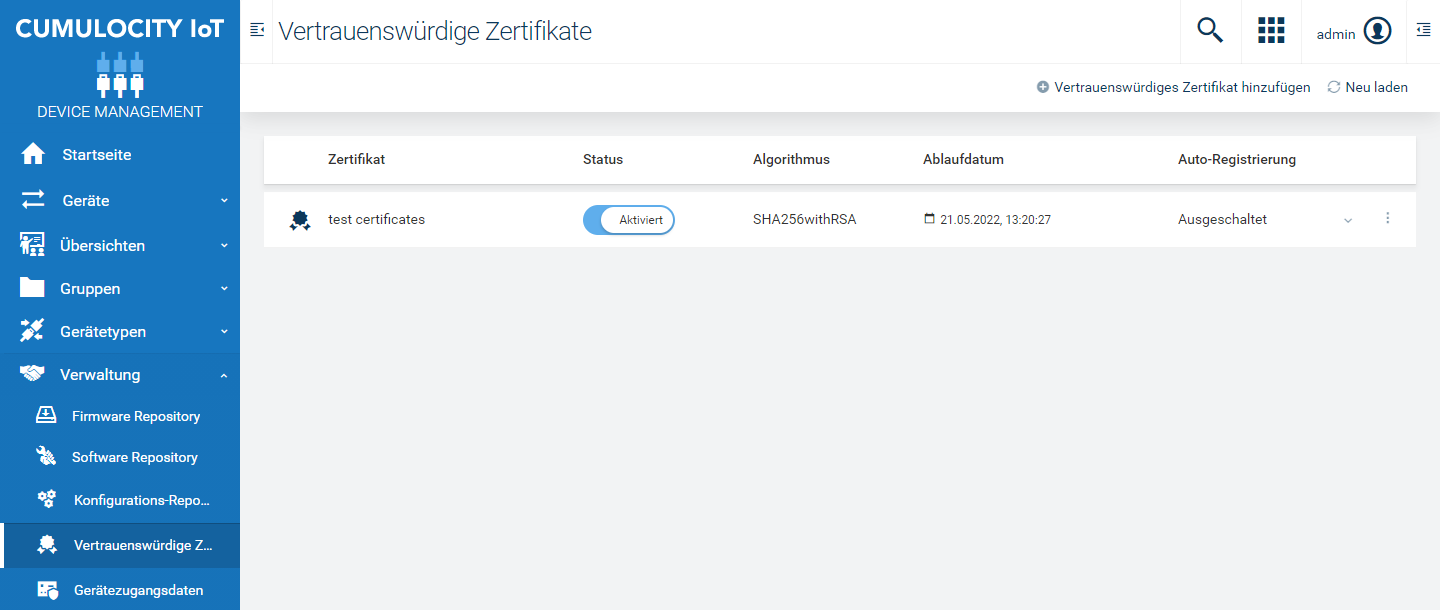 CUMULOCITY IoT
DEVICE MANAGEMENT
Startseite
Geräte
Übersichten
Gruppen
Gerätetypen
Verwaltung
Firmware Repository
Software Repository
Konfigurations-Repo...
Vertrauenswürdige Z...
Gerätezugangsdaten
Vertrauenswürdige Zertifikate
admin
Vertrauenswürdiges Zertifikat hinzufügen Neu laden
Zertifikat Status Algorithmus Ablaufdatum Auto-Registrierung
test certificates Aktiviert SHA256withRSA 21.05.2022, 13:20:27 Ausgeschaltet